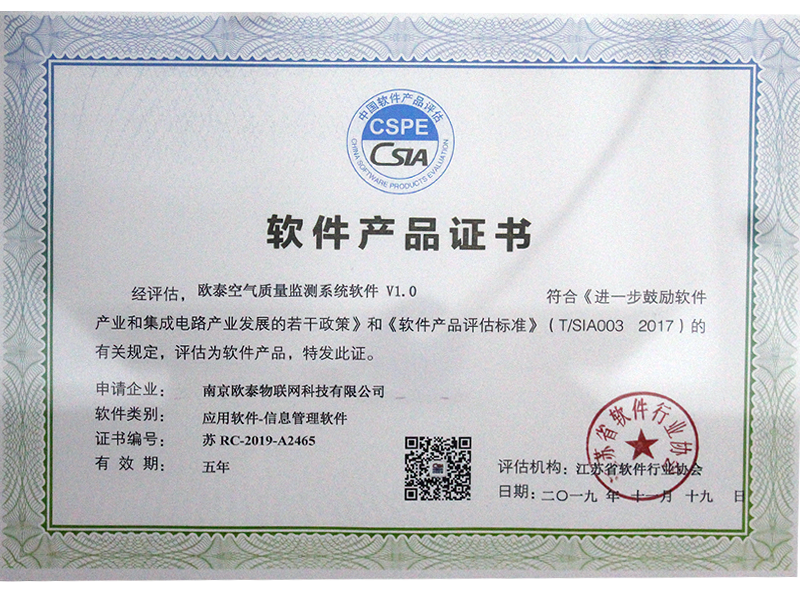 中国软件产品评估
CSPE
CSIA
CHINA SOFTWARE PRODUCTS EVALUATION
软件产品证书
经评估，欧泰空气质量监测系统软件 V1.0 符合《进一步鼓励软件
产业和集成电路产业发展的若干政策》和《软件产品评估标准》（T/SIA003 2017）的
有关规定，评估为软件产品，特发此证。
申请企业： 南京欧泰物联网科技有限公司
软件类别： 应用软件-信息管理软件
证书编号： 苏 RC-2019-A2465
有 效 期： 五年
江苏省软件行业协会
评估机构：江苏省软件行业协会
日期：二〇一九 年 十一月 十九 日